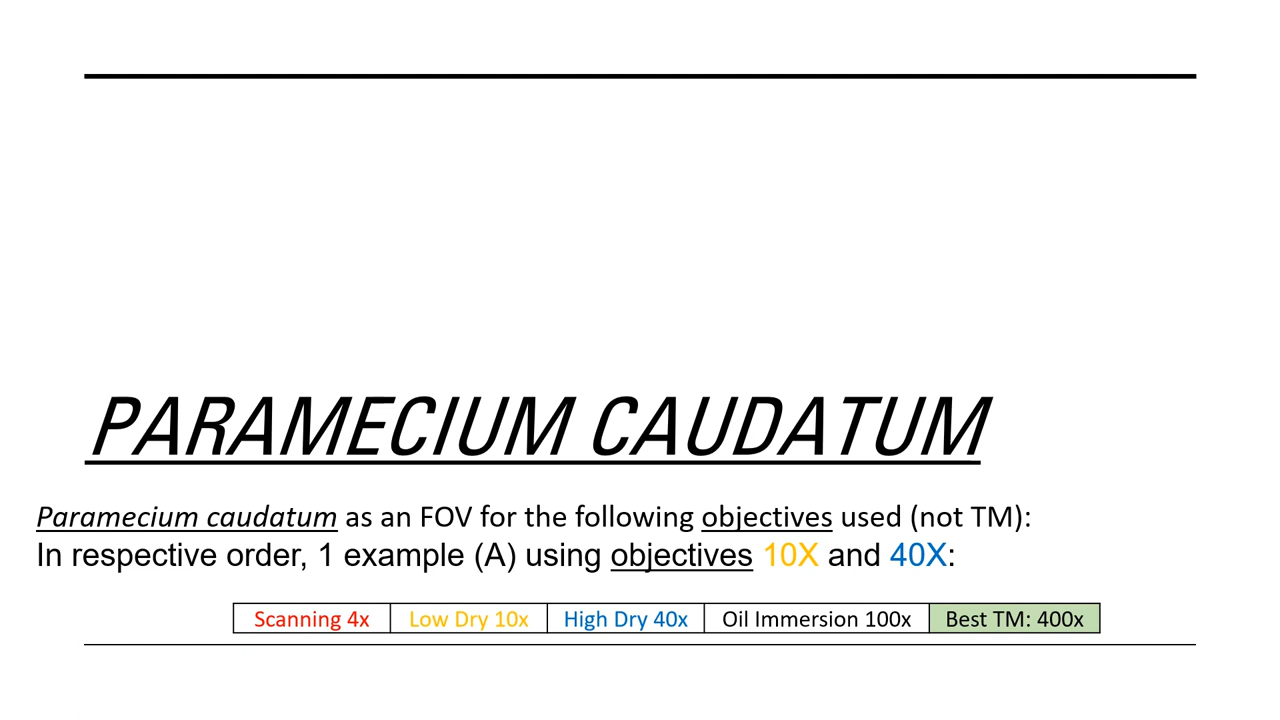 PARAMECIUM CAUDATUM
Paramecium caudatum as an FOV for the following objectives used (not TM):
In respective order, 1 example (A) using objectives 10X and 40X:
Scanning 4x Low Dry 10x High Dry 40x Oil Immersion 100x Best TM: 400x